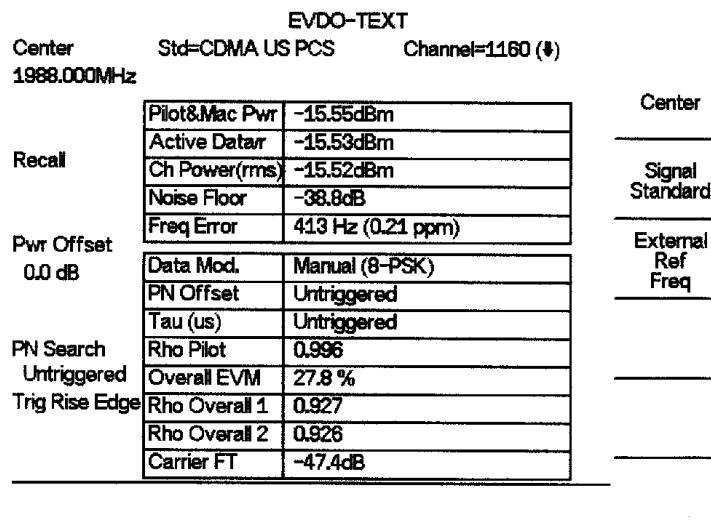 EVDO-TEXT
Center Std=CDMA US PCS Channel=1160 (⬇)
1988.000MHz
Pilot&Mac Pwr -15.55dBm
Center
Active Data/r -15.53dBm
Recall
Ch Power(rms) -15.52dBm
Signal
Standard
Noise Floor -38.8dB
Freq Error 413 Hz (0.21 ppm)
Pwr Offset
0.0 dB
External
Ref
Freq
Data Mod. Manual (8-PSK)
PN Offset Untriggered
Tau (us) Untriggered
PN Search
Rho Pilot 0.996
Untriggered
Overall EVM 27.8 %
Trig Rise Edge
Rho Overall 1 0.927
Rho Overall 2 0.926
Carrier FT -47.4dB